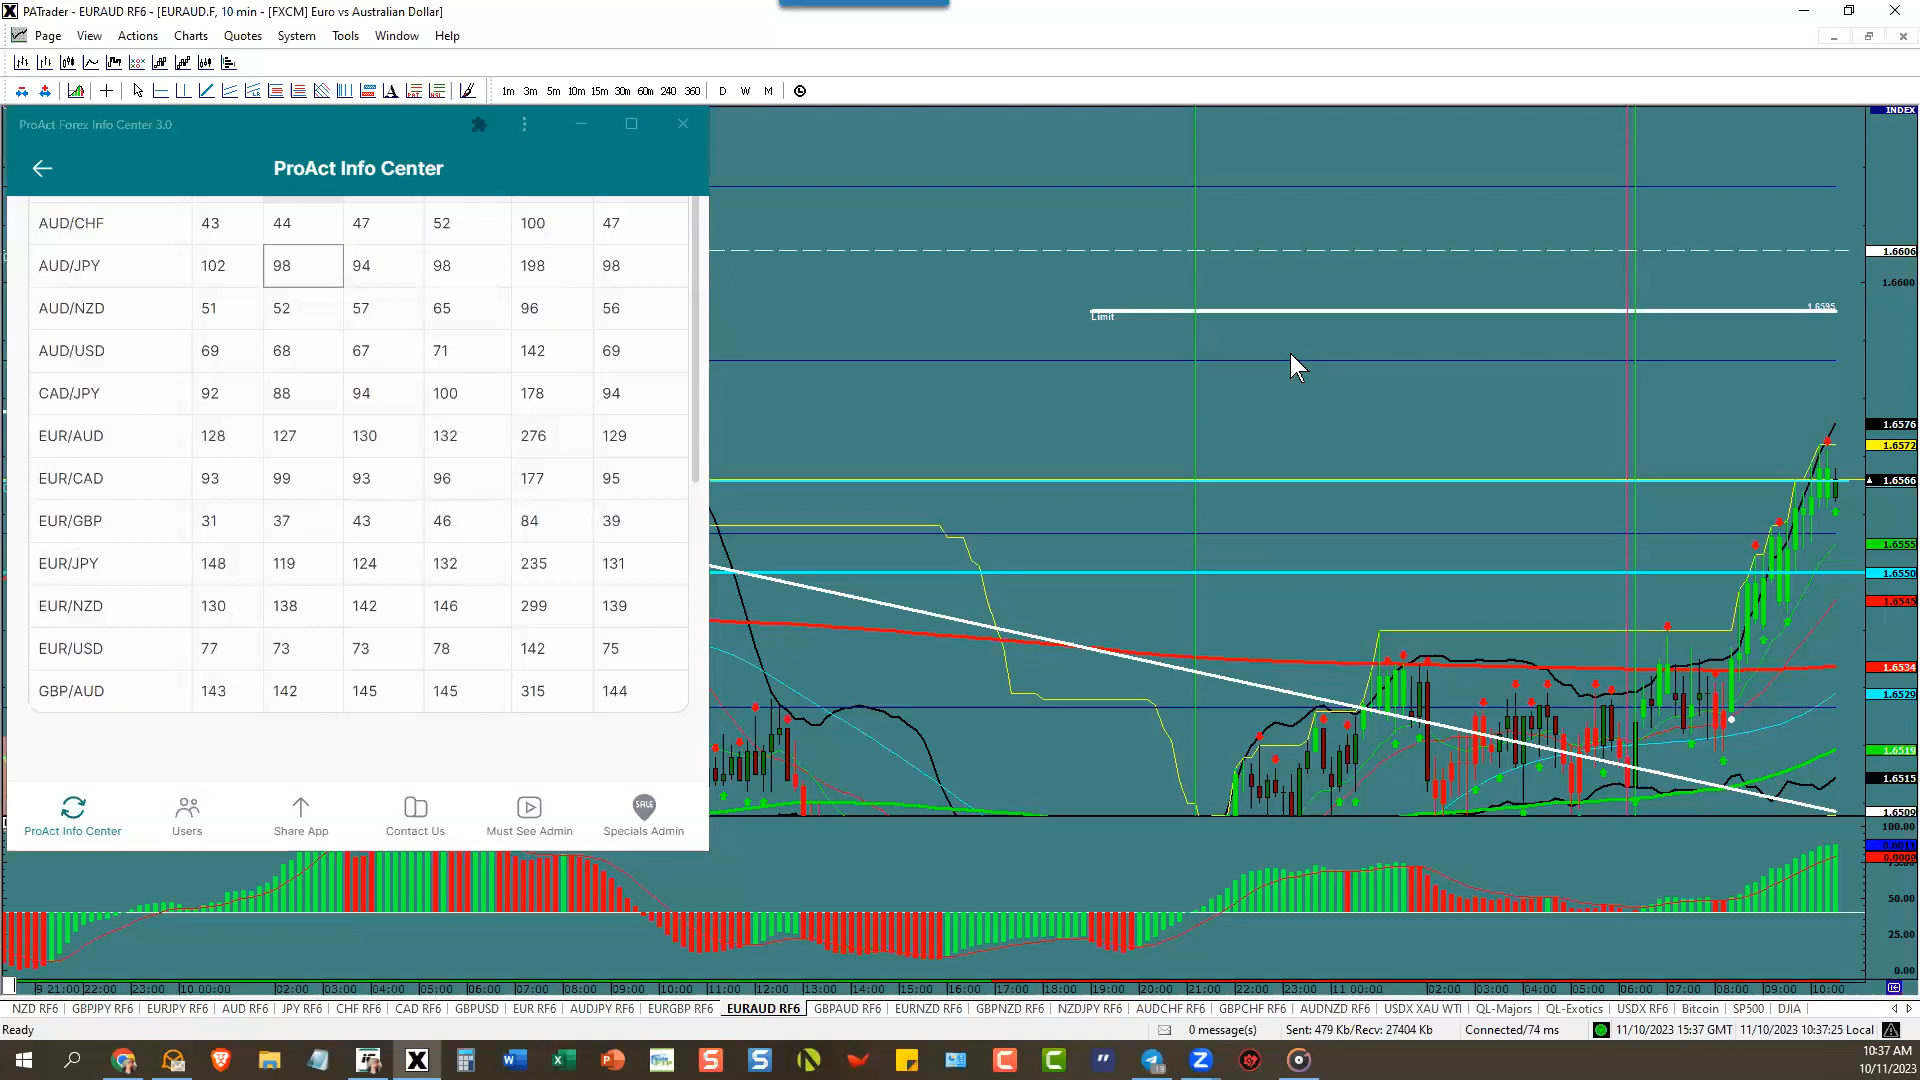 PATrader - EURAUD RF6 - [EURAUD.F, 10 min - [FXCM] Euro vs Australian Dollar]
Page View Actions Charts Quotes System Tools Window Help
1m 3m 5m 10m 15m 30m 60m 240 360 D W M
ProAct Forex Info Center 3.0
ProAct Info Center
AUD/CHF 43 44 47 52 100 47
AUD/JPY 102 98 94 98 198 98
AUD/NZD 51 52 57 65 96 56
AUD/USD 69 68 67 71 142 69
CAD/JPY 92 88 94 100 178 94
EUR/AUD 128 127 130 132 276 129
EUR/CAD 93 99 93 96 177 95
EUR/GBP 31 37 43 46 84 39
EUR/JPY 148 119 124 132 235 131
EUR/NZD 130 138 142 146 299 139
EUR/USD 77 73 73 78 142 75
GBP/AUD 143 142 145 145 315 144
SALE
ProAct Info Center Users Share App Contact Us Must See Admin Specials Admin
INDEX
1.6606
1.6600
Limit 1.6595
1.6576
1.6572
1.6566
1.6555
1.6550
1.6545
1.6534
1.6529
1.6519
1.6515
1.6509
100.00
0.0011
0.0009
50.00
25.00
0.00
9 21:00 22:00 10 00:00 02:00 03:00 04:00 05:00 06:00 07:00 08:00 09:00 10:00 11:00 12:00 13:00 14:00 15:00 16:00 17:00 18:00 19:00 20:00 21:00 22:00 23:00 11 00:00 02:00 03:00 04:00 05:00 06:00 07:00 08:00 09:00 10:00
NZD RF6 GBPJPY RF6 EURJPY RF6 AUD RF6 JPY RF6 CHF RF6 CAD RF6 GBPUSD EUR RF6 AUDJPY RF6 EURGBP RF6 EURAUD RF6 GBPAUD RF6 EURNZD RF6 GBPNZD RF6 NZDJPY RF6 AUDCHF RF6 GBPCHF RF6 AUDNZD RF6 USDX XAU WTI QL-Majors QL-Exotics USDX RF6 Bitcoin SP500 DJIA
Ready 0 message(s) Sent: 479 Kb/Recv: 27404 Kb Connected/74 ms 11/10/2023 15:37 GMT 11/10/2023 10:37:25 Local
10:37 AM
10/11/2023